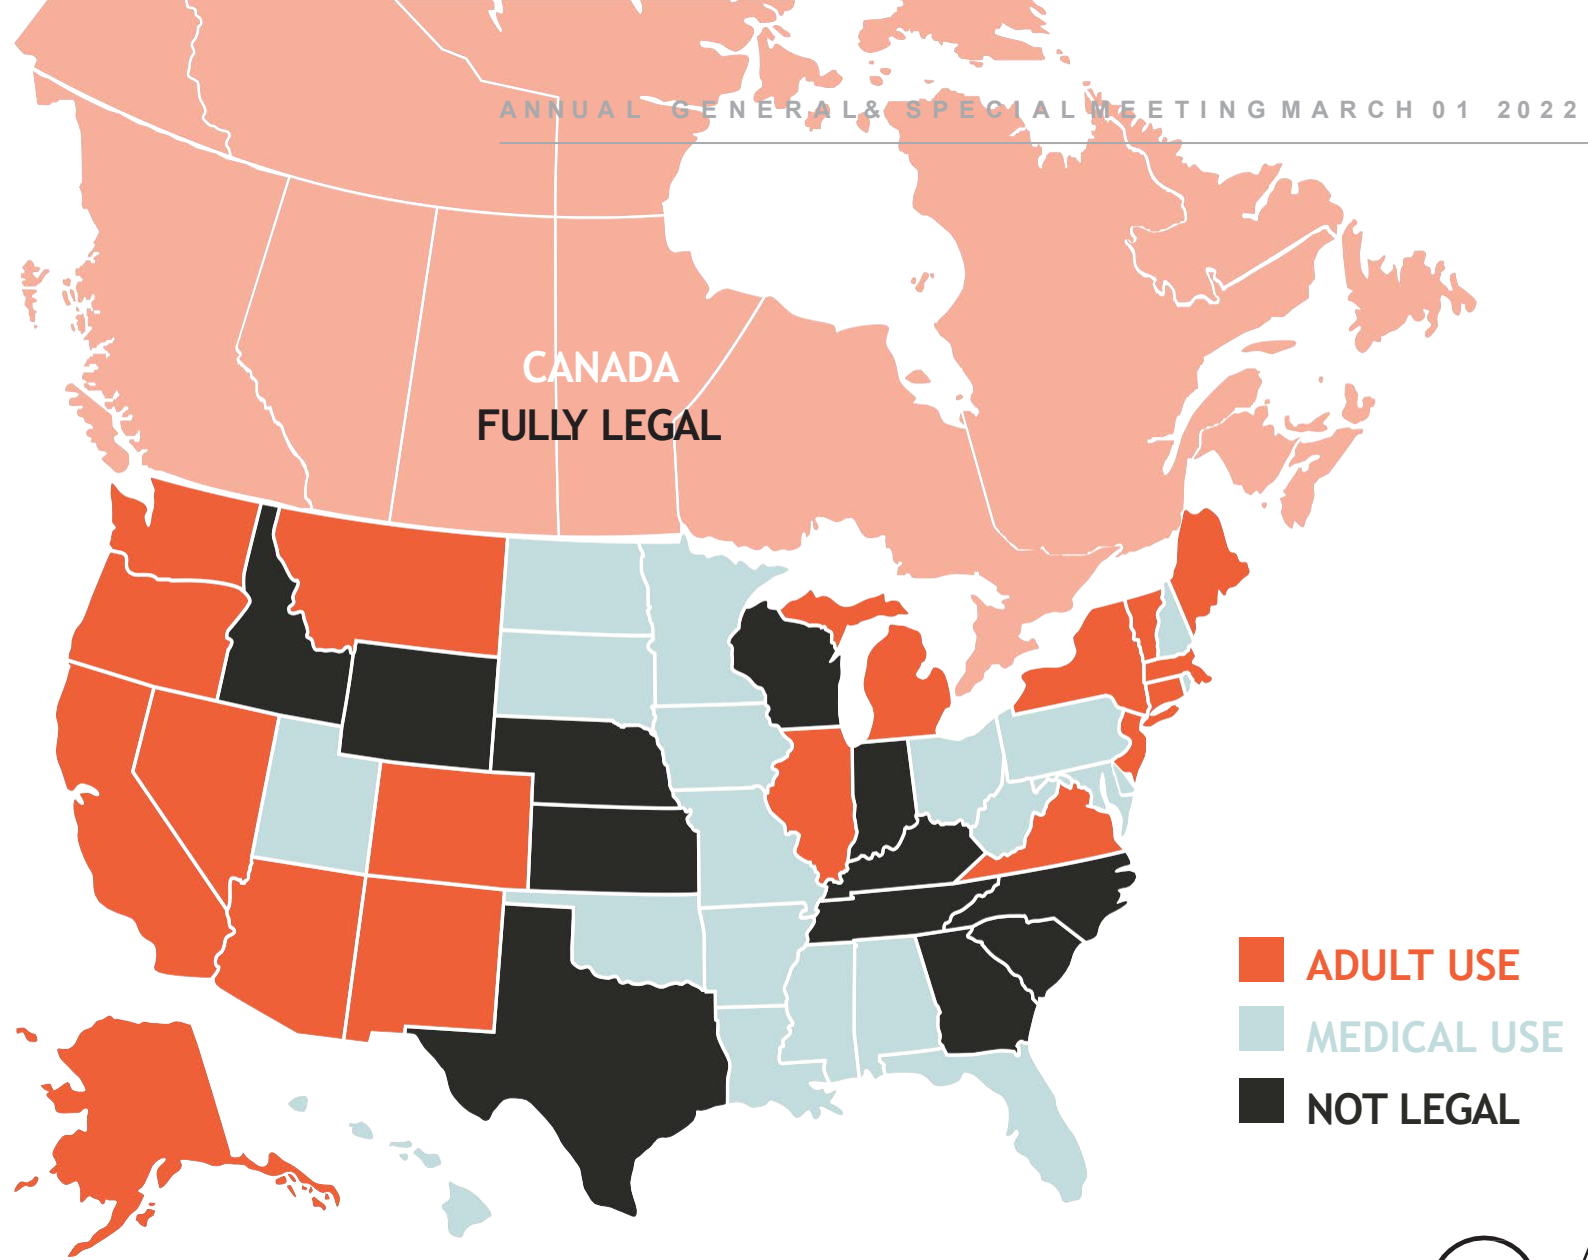 ANNUAL GENERAL& SPECIAL MEETING MARCH 01 2022
CANADA
FULLY LEGAL
ADULT USE
MEDICAL USE
NOT LEGAL